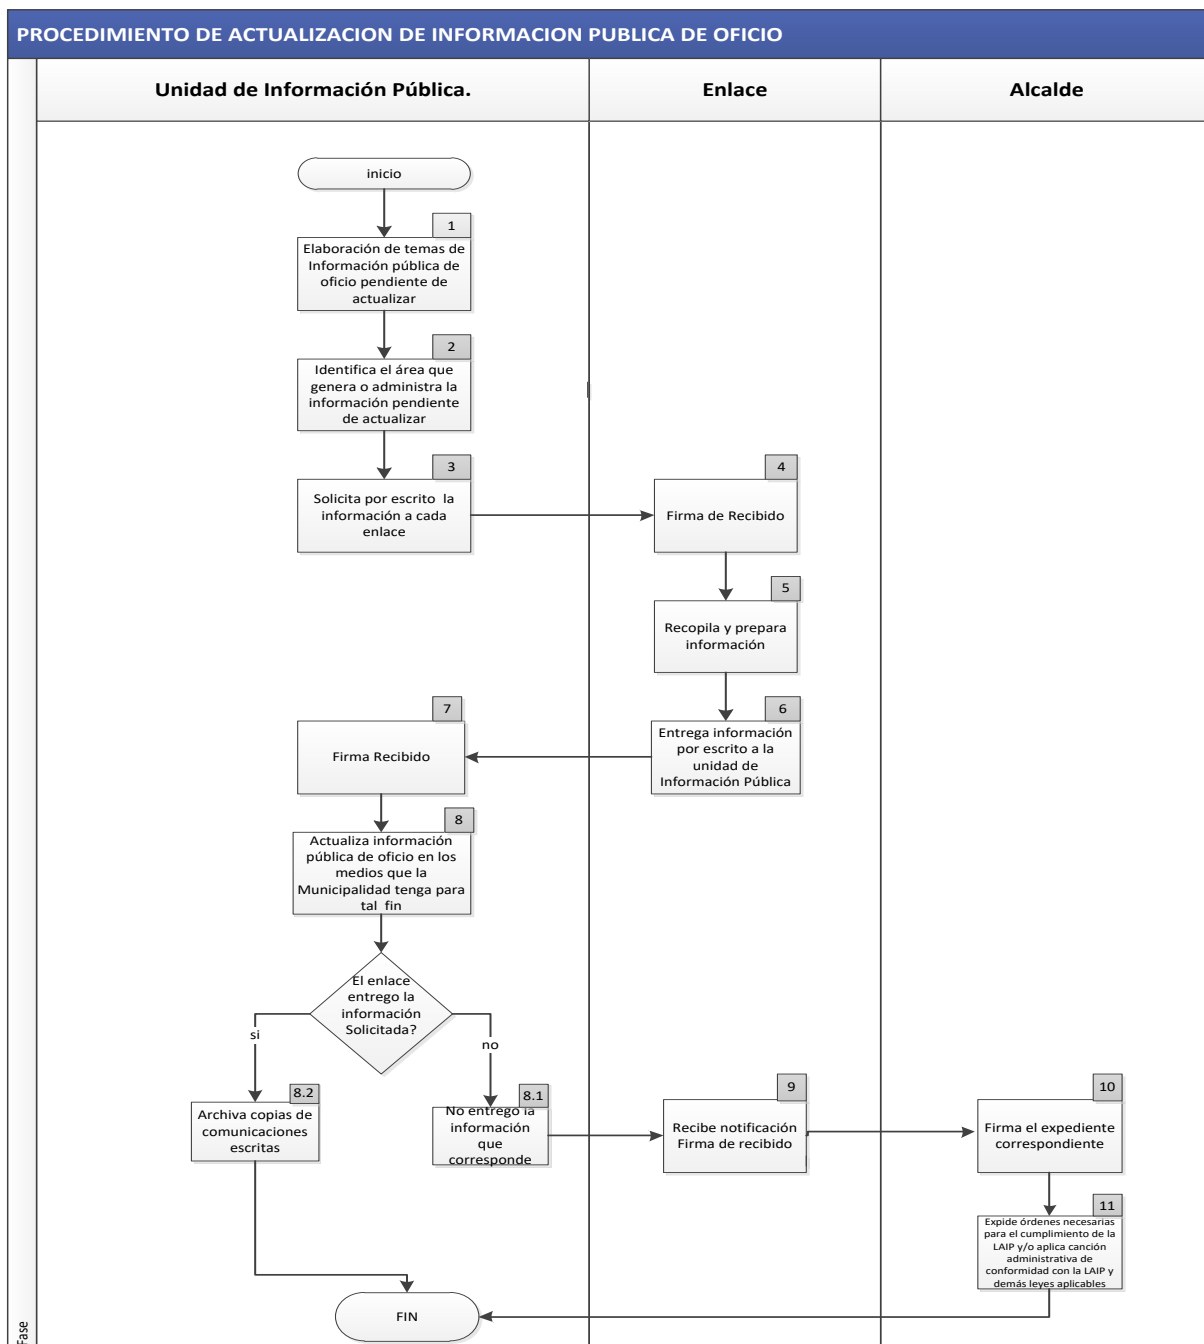 PROCEDIMIENTO DE ACTUALIZACION DE INFORMACION PUBLICA DE OFICIO
Unidad de Información Pública.
Enlace
Alcalde
inicio
1
Elaboración de temas de
Información pública de
oficio pendiente de
actualizar
2
Identifica el área que
genera o administra la
información pendiente
de actualizar
3
Solicita por escrito la
información a cada
enlace
4
Firma de Recibido
5
Recopila y prepara
información
6
Entrega información
por escrito a la
unidad de
Información Pública
7
Firma Recibido
8
Actualiza información
pública de oficio en los
medios que la
Municipalidad tenga para
tal fin
El enlace
entrego la
información
Solicitada?
si
no
8.2
Archiva copias de
comunicaciones
escritas
8.1
No entrego la
información
que
corresponde
9
Recibe notificación
Firma de recibido
10
Firma el expediente
correspondiente
11
Expide órdenes necesarias
para el cumplimiento de la
LAIP y/o aplica canción
administrativa de
conformidad con la LAIP y
demás leyes aplicables
FIN
Fase